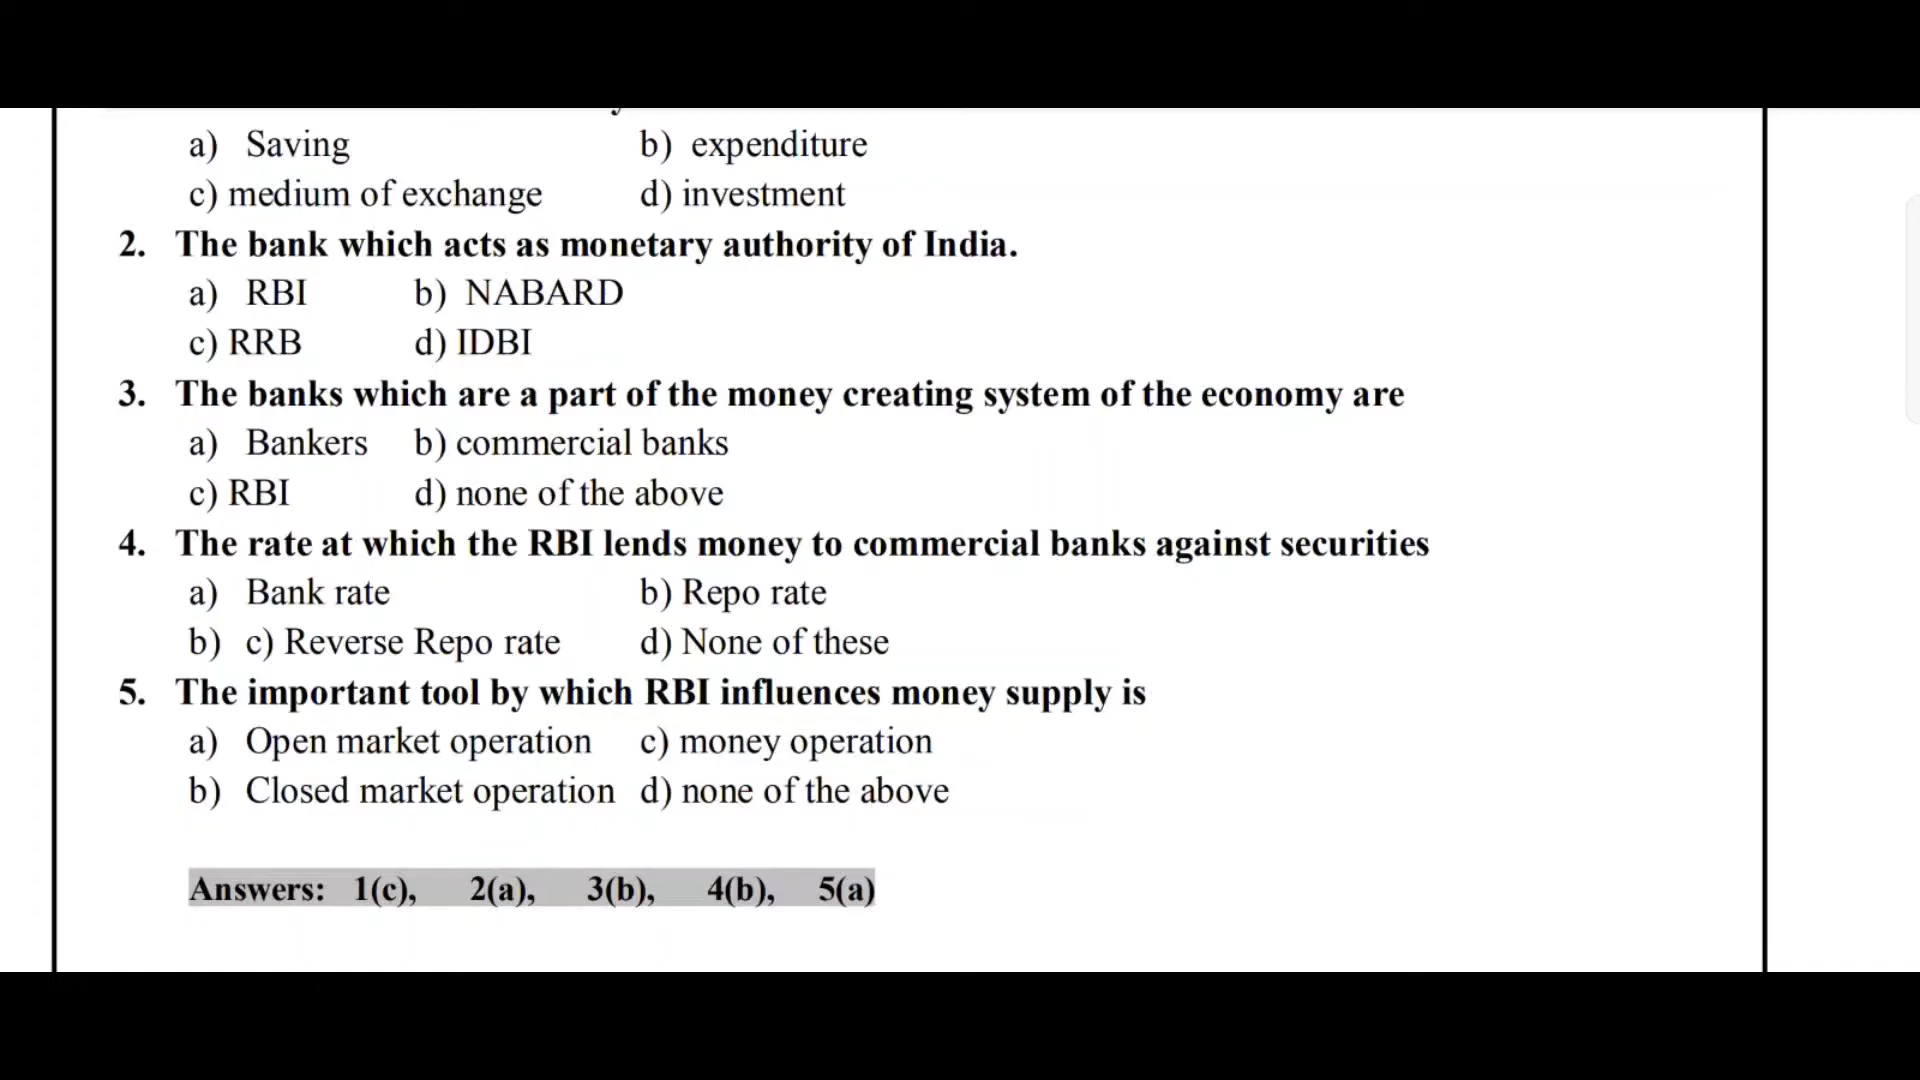 a) Saving b) expenditure
c) medium of exchange d) investment
2. The bank which acts as monetary authority of India.
a) RBI b) NABARD
c) RRB d) IDBI
3. The banks which are a part of the money creating system of the economy are
a) Bankers b) commercial banks
c) RBI d) none of the above
4. The rate at which the RBI lends money to commercial banks against securities
a) Bank rate b) Repo rate
b) c) Reverse Repo rate d) None of these
5. The important tool by which RBI influences money supply is
a) Open market operation c) money operation
b) Closed market operation d) none of the above
Answers: 1(c), 2(a), 3(b), 4(b), 5(a)